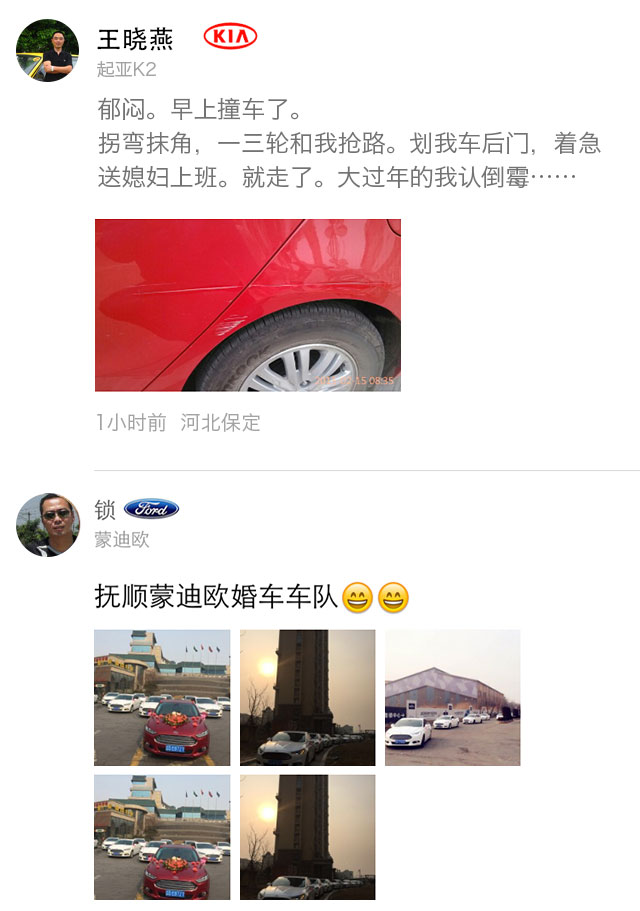 王晓燕 KIA
起亚K2
郁闷。早上撞车了。
拐弯抹角，一三轮和我抢路。划我车后门，着急
送媳妇上班。就走了。大过年的我认倒霉……
15 08:35
1小时前 河北保定
锁 Ford
蒙迪欧
抚顺蒙迪欧婚车车队😄😄